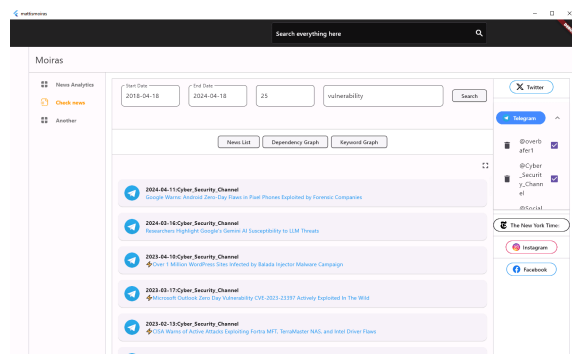 mattismoiras
Search everything here
Moiras
News Analytics
Check news
Another
Start Date
2018-04-18
End Date
2024-04-18
25
vulnerability
Search
News List
Dependency Graph
Keyword Graph
2024-04-11:Cyber_Security_Channel
Google Warns: Android Zero-Day Flaws in Pixel Phones Exploited by Forensic Companies
2024-03-16:Cyber_Security_Channel
Researchers Highlight Google's Gemini AI Susceptibility to LLM Threats
2023-04-10:Cyber_Security_Channel
Over 1 Million WordPress Sites Infected by Balada Injector Malware Campaign
2023-03-17:Cyber_Security_Channel
Microsoft Outlook Zero Day Vulnerability CVE-2023-23397 Actively Exploited In The Wild
2023-02-13:Cyber_Security_Channel
CISA Warns of Active Attacks Exploiting Fortra MFT, TerraMaster NAS, and Intel Driver Flaws
Twitter
Telegram
@overb
afer1
@Cyber
_Securit
y_Chann
el
@Social
The New York Time:
Instagram
Facebook